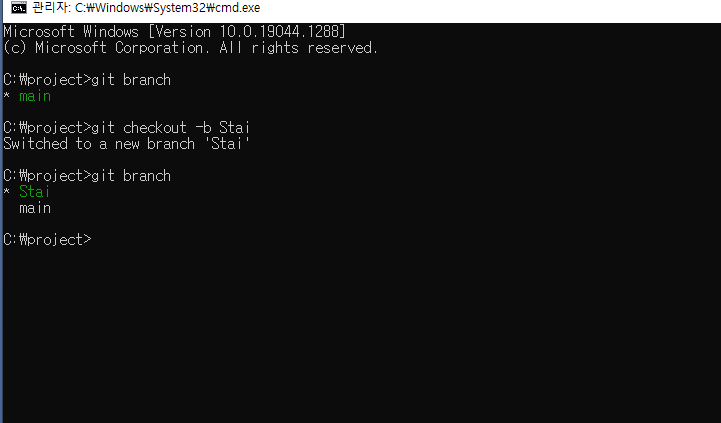 관리자: C:₩Windows₩System32₩cmd.exe
Microsoft Windows [Version 10.0.19044.1288]
(c) Microsoft Corporation. All rights reserved.
C:₩project>git branch
* main
C:₩project>git checkout -b Stai
Switched to a new branch 'Stai'
C:₩project>git branch
* Stai
main
C:₩project>